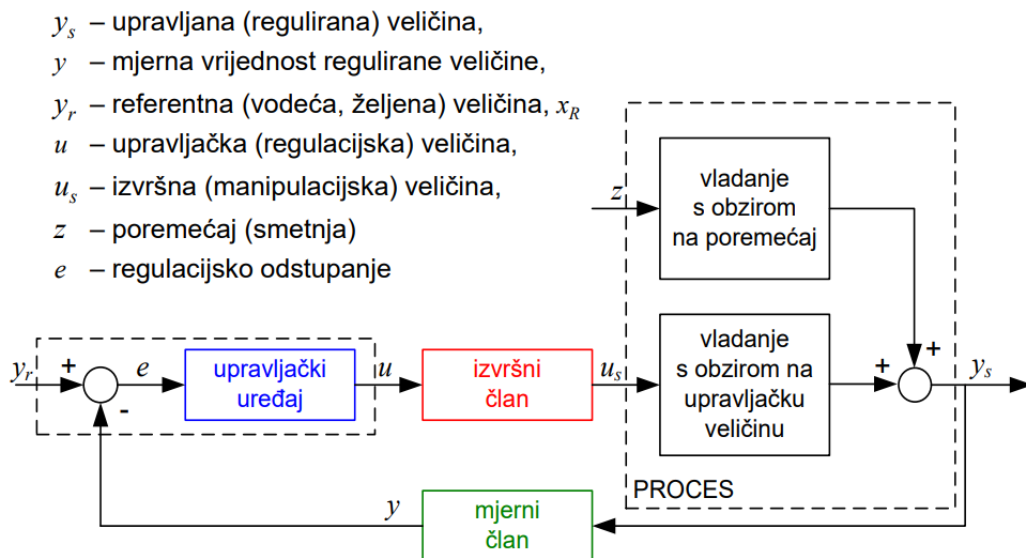 y_s – upravljana (regulirana) veličina,
y – mjerna vrijednost regulirane veličine,
y_r – referentna (vodeća, željena) veličina, x_R
u – upravljačka (regulacijska) veličina,
u_s – izvršna (manipulacijska) veličina,
z – poremećaj (smetnja)
e – regulacijsko odstupanje
z
vladanje
s obzirom
na poremećaj
+
y_r
+
-
e
upravljački
uređaj
u
izvršni
član
u_s
vladanje
s obzirom na
upravljačku
veličinu
+
y_s
PROCES
y
mjerni
član